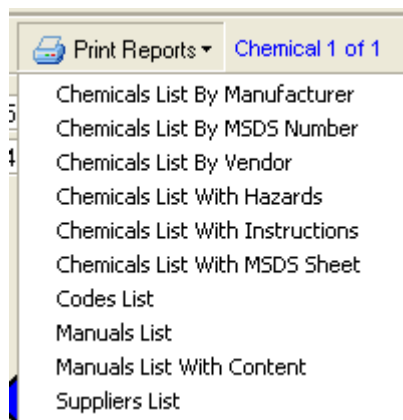 Print Reports Chemical 1 of 1
Chemicals List By Manufacturer
Chemicals List By MSDS Number
Chemicals List By Vendor
Chemicals List With Hazards
Chemicals List With Instructions
Chemicals List With MSDS Sheet
Codes List
Manuals List
Manuals List With Content
Suppliers List